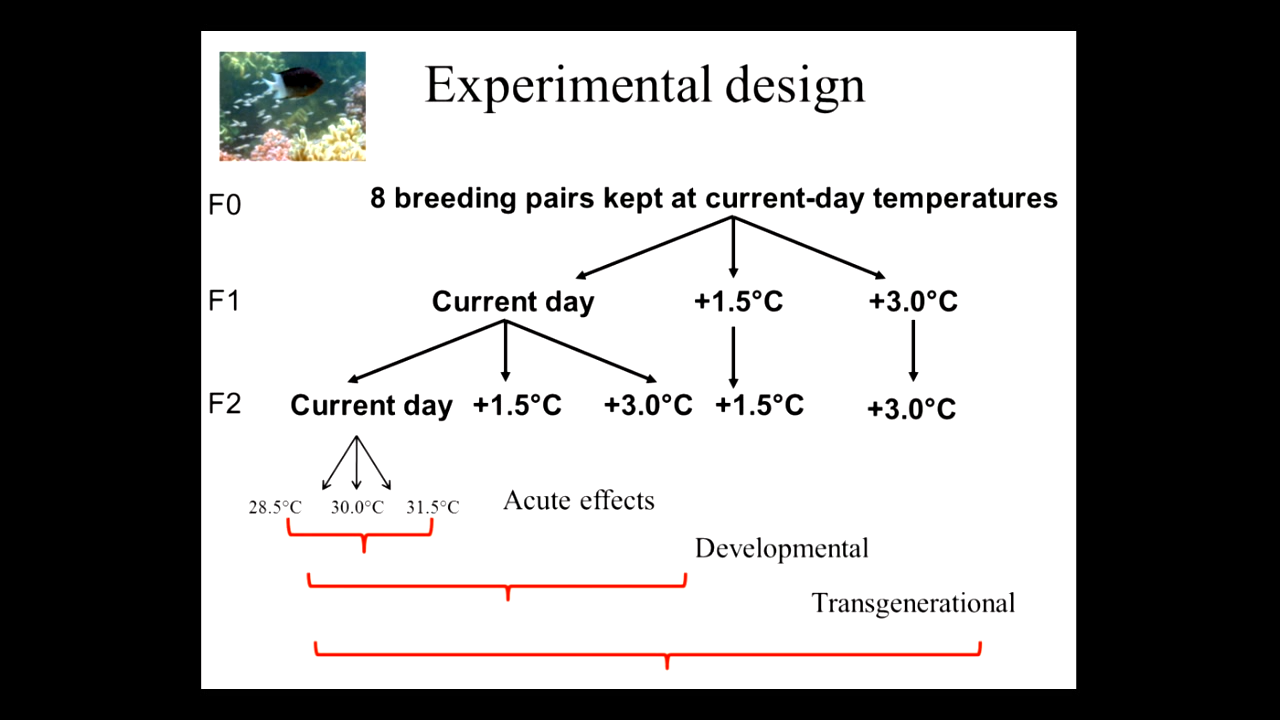 Experimental design
F0 8 breeding pairs kept at current-day temperatures
F1 Current day +1.5°C +3.0°C
F2 Current day +1.5°C +3.0°C +1.5°C +3.0°C
28.5°C 30.0°C 31.5°C Acute effects
Developmental
Transgenerational